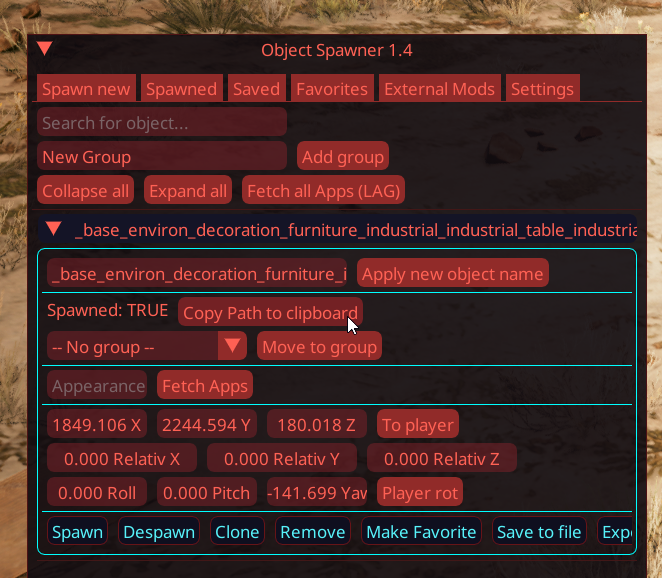 Object Spawner 1.4
Spawn new Spawned Saved Favorites External Mods Settings
Search for object...
New Group Add group
Collapse all Expand all Fetch all Apps (LAG)
_base_environ_decoration_furniture_industrial_industrial_table_industria
_base_environ_decoration_furniture_i Apply new object name
Spawned: TRUE Copy Path to clipboard
-- No group -- Move to group
Appearance Fetch Apps
1849.106 X 2244.594 Y 180.018 Z To player
0.000 Relativ X 0.000 Relativ Y 0.000 Relativ Z
0.000 Roll 0.000 Pitch -141.699 Yaw Player rot
Spawn Despawn Clone Remove Make Favorite Save to file Expo